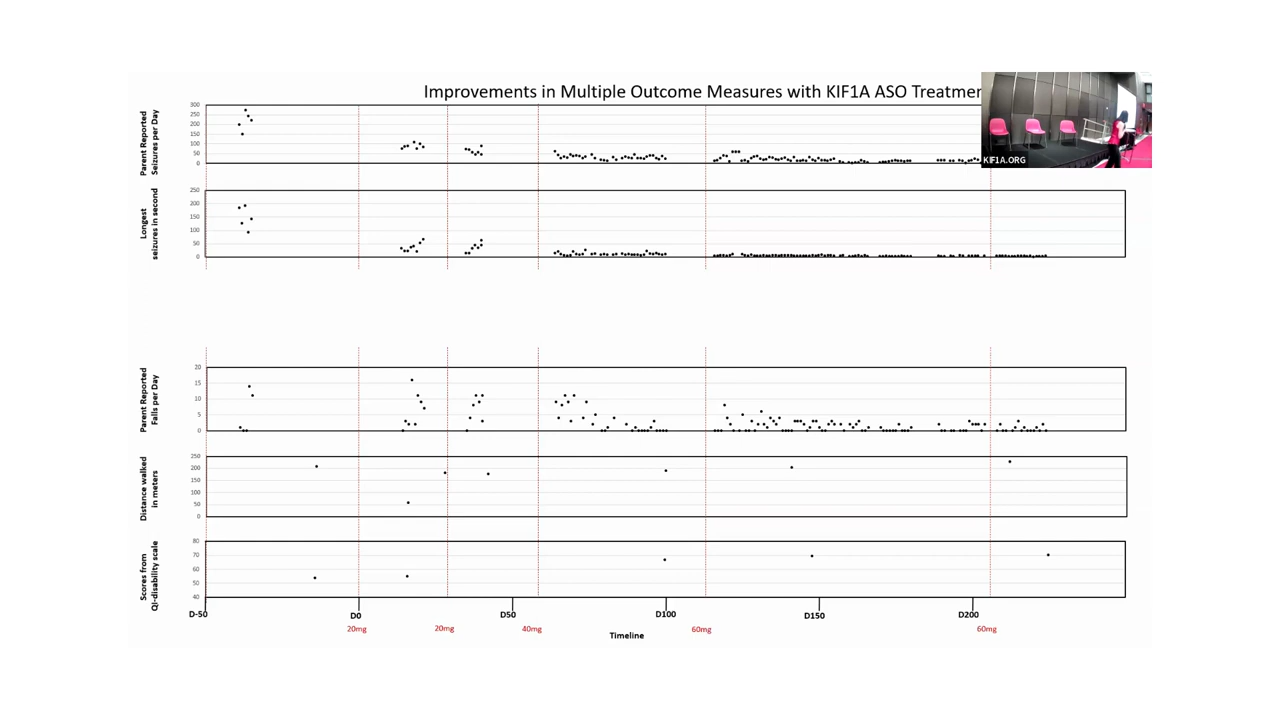 Improvements in Multiple Outcome Measures with KIF1A ASO Treatmen
KIF1A.ORG
Parent Reported
Seizures per Day
300
250
200
150
100
50
0
Longest
seizures in second
250
200
150
100
50
0
Parent Reported
Falls per Day
20
15
10
5
0
Distance walked
in meters
250
200
150
100
50
0
Scores from
QI-disability scale
80
70
60
50
40
D-50 D0 D50 D100 D150 D200
20mg 20mg 40mg 60mg 60mg
Timeline